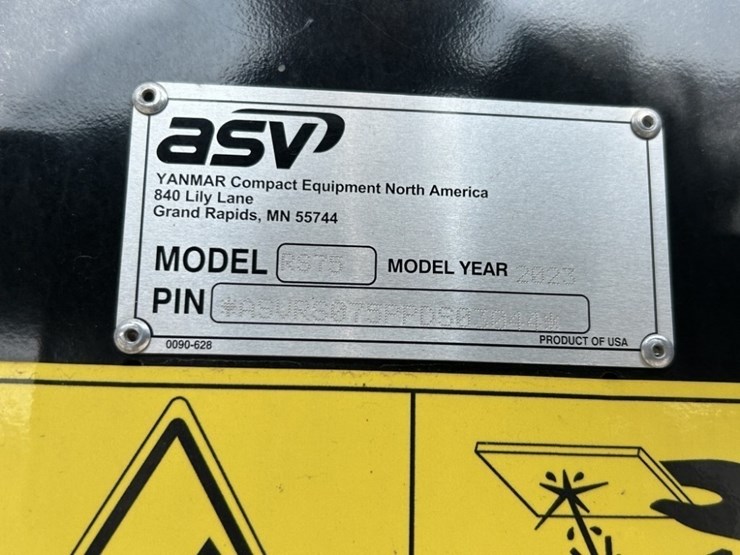 asv
YANMAR Compact Equipment North America
840 Lily Lane
Grand Rapids, MN 55744
MODEL RS75 MODEL YEAR 2023
PIN
0090-628 PRODUCT OF USA